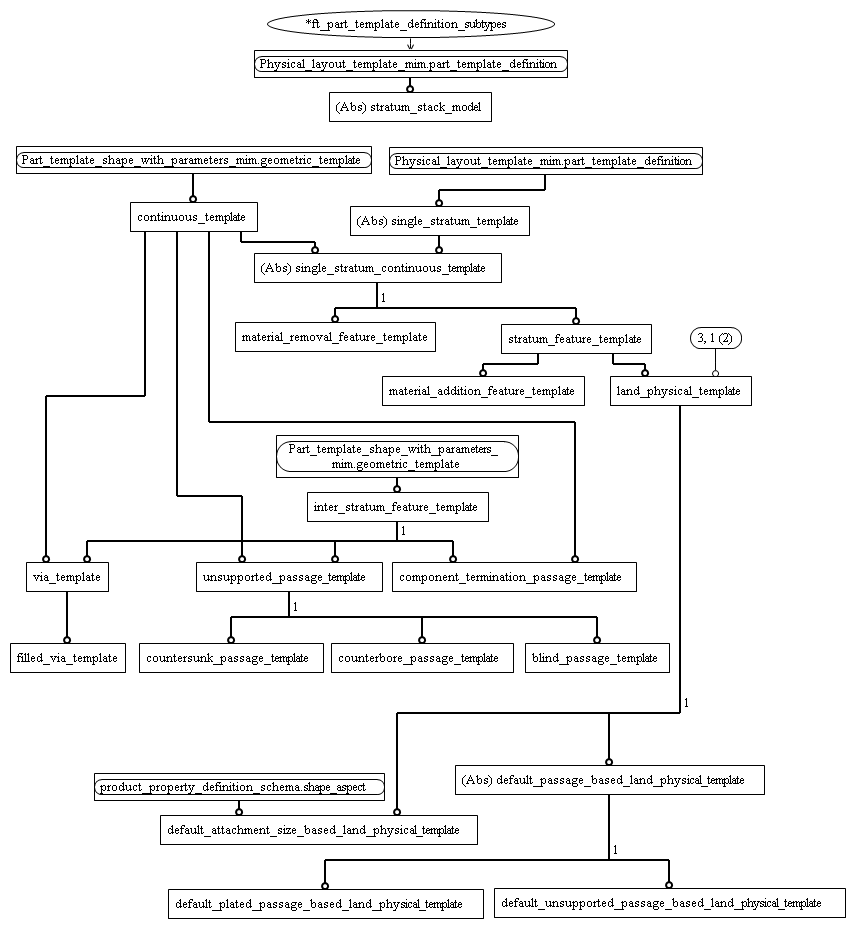 *ft_part_template_definition_subtypes
Physical_layout_template_mim.part_template_definition
(Abs) stratum_stack_model
Part_template_shape_with_parameters_mim.geometric_template
Physical_layout_template_mim.part_template_definition
continuous_template
(Abs) single_stratum_template
(Abs) single_stratum_continuous_template
1
material_removal_feature_template
stratum_feature_template
3, 1 (2)
material_addition_feature_template
land_physical_template
Part_template_shape_with_parameters_
mim.geometric_template
inter_stratum_feature_template
1
via_template
unsupported_passage_template
component_termination_passage_template
1
filled_via_template
countersunk_passage_template
counterbore_passage_template
blind_passage_template
1
product_property_definition_schema.shape_aspect
(Abs) default_passage_based_land_physical_template
default_attachment_size_based_land_physical_template
1
default_plated_passage_based_land_physical_template
default_unsupported_passage_based_land_physical_template